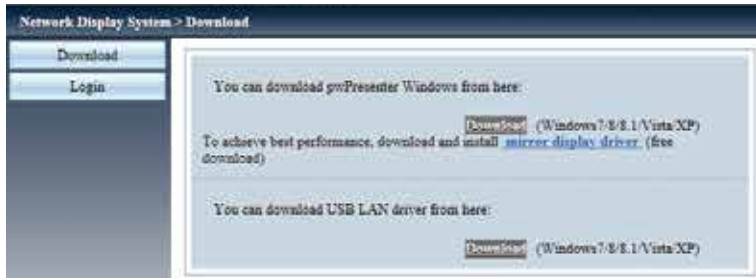 Network Display System > Download
Download
Login
You can download pwPresenter Windows from here:
Download (Windows7/8/8.1/Vista/XP)
To achieve best performance, download and install mirror display driver (free
download)
You can download USB LAN driver from here:
Download (Windows7/8/8.1/Vista/XP)